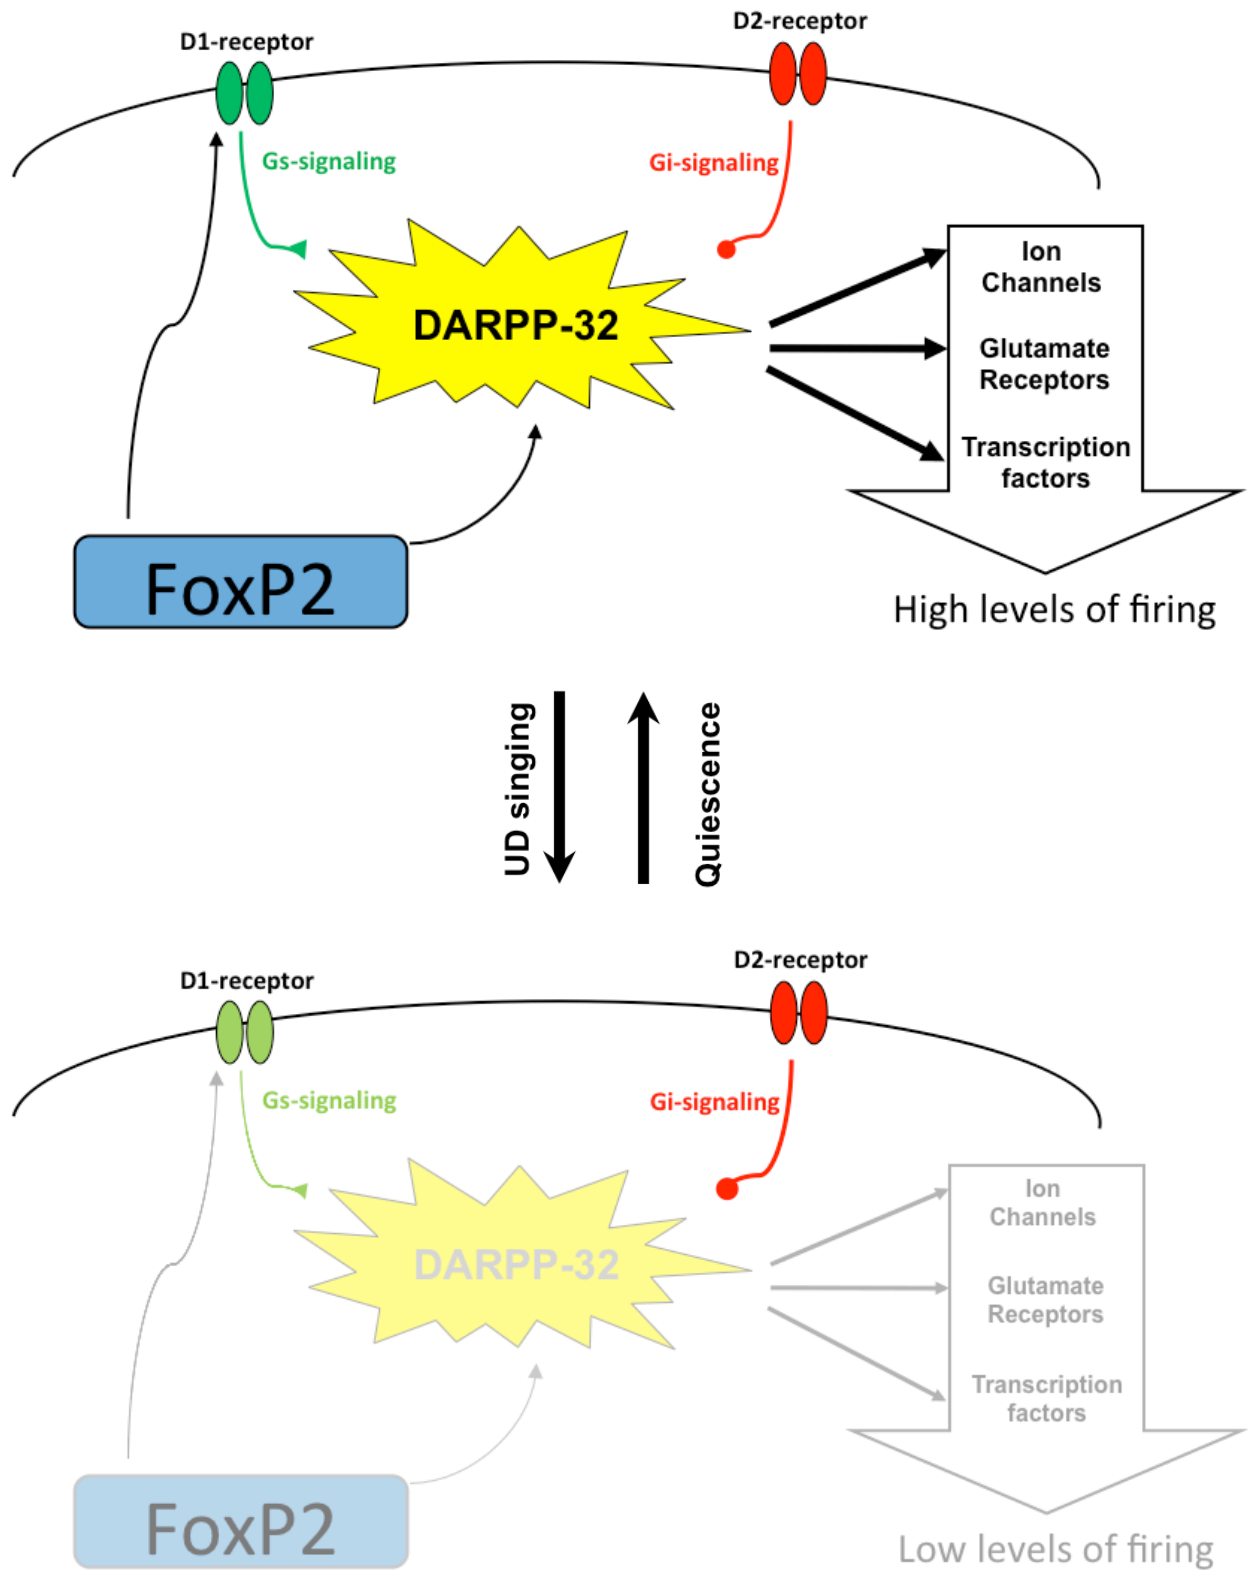 D1-receptor
D2-receptor
Gs-signaling
Gi-signaling
DARPP-32
Ion
Channels
Glutamate
Receptors
Transcription
factors
FoxP2
High levels of firing
UD singing
Quiescence
D1-receptor
D2-receptor
Gs-signaling
Gi-signaling
DARPP-32
Ion
Channels
Glutamate
Receptors
Transcription
factors
FoxP2
Low levels of firing